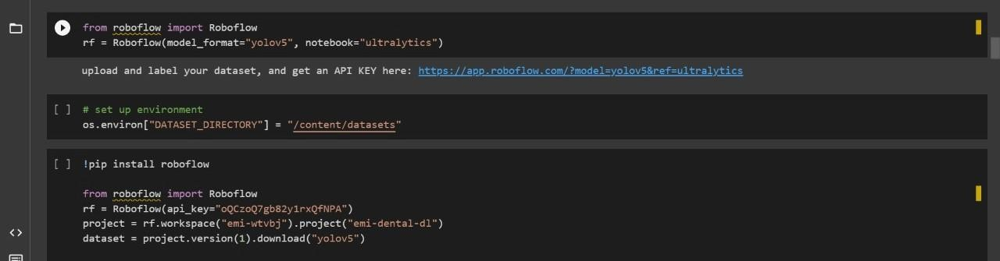 from roboflow import Roboflow
rf = Roboflow(model_format="yolov5", notebook="ultralytics")
upload and label your dataset, and get an API KEY here: https://app.roboflow.com/?model=yolov5&ref=ultralytics
[ ] # set up environment
os.environ["DATASET_DIRECTORY"] = "/content/datasets"
[ ] !pip install roboflow
from roboflow import Roboflow
rf = Roboflow(api_key="oQCzoQ7gb82y1rxQfNPA")
project = rf.workspace("emi-wtvbj").project("emi-dental-dl")
dataset = project.version(1).download("yolov5")